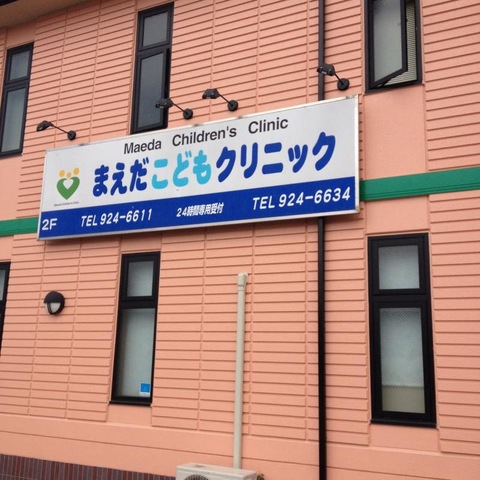 Maeda Children's Clinic
まえだこどもクリニック
2F TEL 924-6611 24時間専用受付 TEL 924-6634